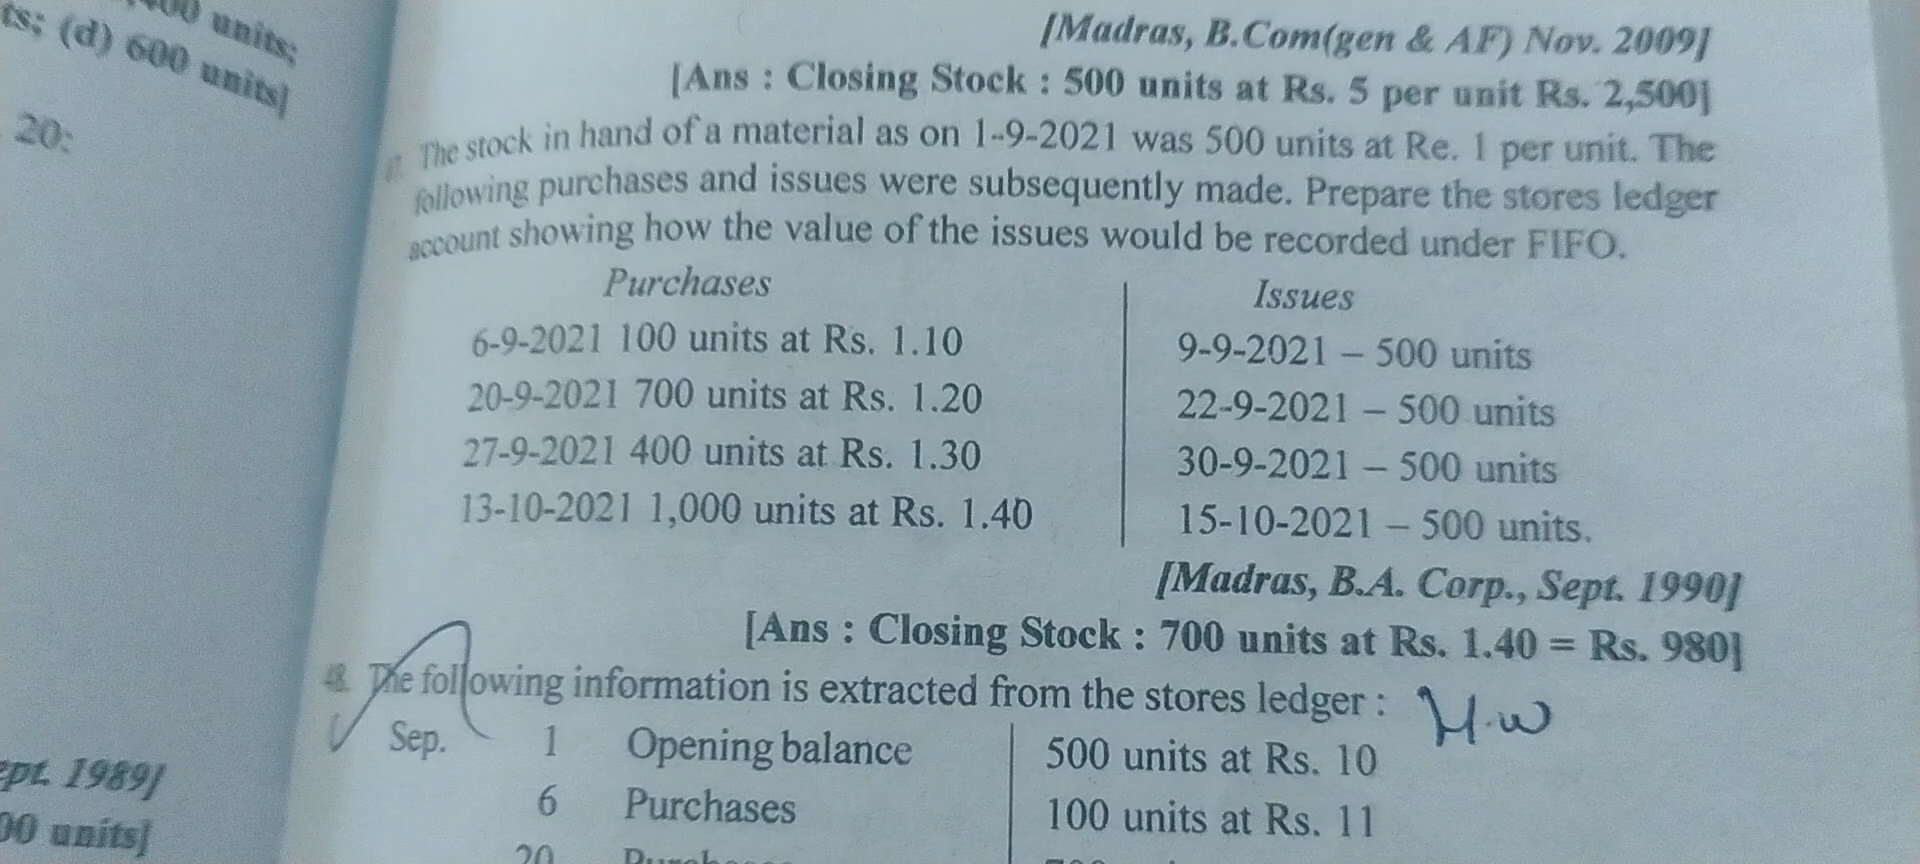 units;
ts; (d) 600 units]
20:
[Madras, B.Com(gen & AF) Nov. 2009]
[Ans : Closing Stock : 500 units at Rs. 5 per unit Rs. 2,500]
The stock in hand of a material as on 1-9-2021 was 500 units at Re. 1 per unit. The
following purchases and issues were subsequently made. Prepare the stores ledger
account showing how the value of the issues would be recorded under FIFO.
Purchases Issues
6-9-2021 100 units at Rs. 1.10 9-9-2021 – 500 units
20-9-2021 700 units at Rs. 1.20 22-9-2021 – 500 units
27-9-2021 400 units at Rs. 1.30 30-9-2021 – 500 units
13-10-2021 1,000 units at Rs. 1.40 15-10-2021 – 500 units.
[Madras, B.A. Corp., Sept. 1990]
[Ans : Closing Stock : 700 units at Rs. 1.40 = Rs. 980]
The following information is extracted from the stores ledger : H.W
Sep. 1 Opening balance 500 units at Rs. 10
6 Purchases 100 units at Rs. 11
20
ept. 1989]
00 units]